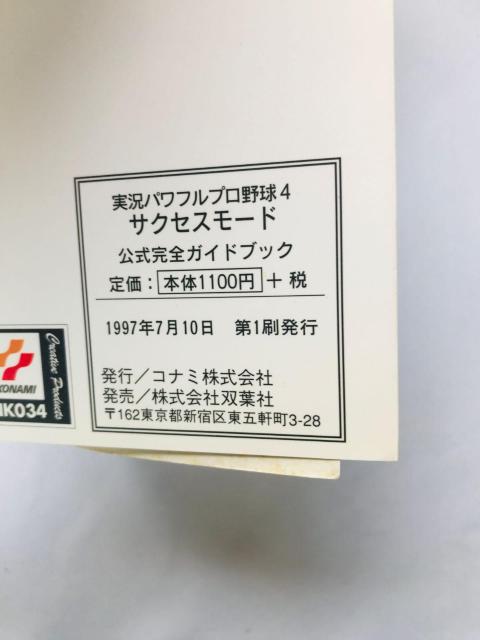 実況パワフルプロ野球4
サクセスモード
公式完全ガイドブック
定価：本体1100円＋税
1997年7月10日　第1刷発行
発行／コナミ株式会社
発売／株式会社双葉社
〒162東京都新宿区東五軒町3-28
KONAMI
Creative Products
NK034